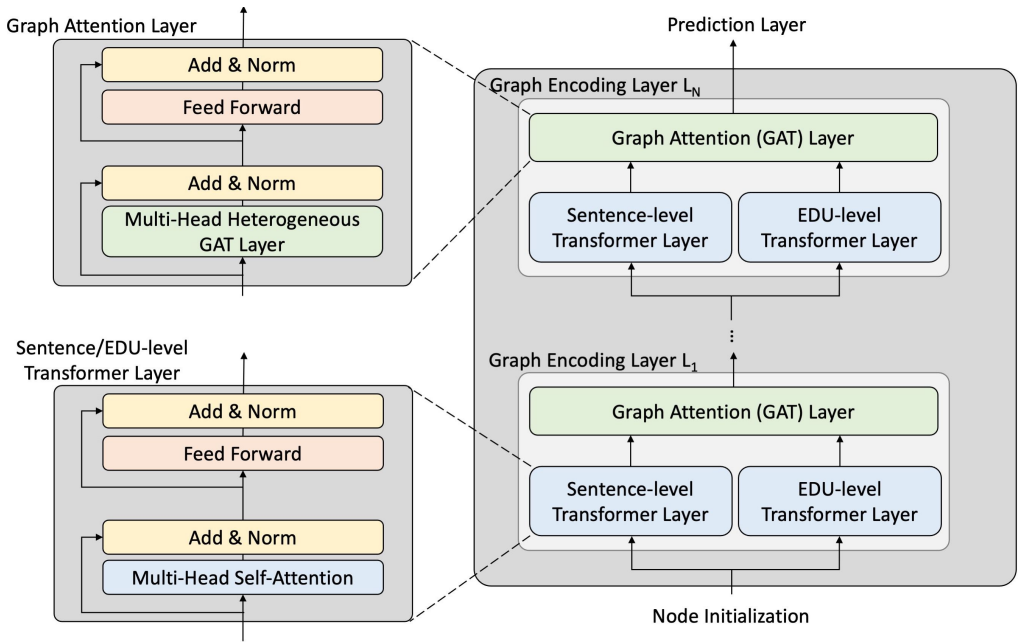 Graph Attention Layer
Add & Norm
Feed Forward
Add & Norm
Multi-Head Heterogeneous
GAT Layer
Sentence/EDU-level
Transformer Layer
Add & Norm
Feed Forward
Add & Norm
Multi-Head Self-Attention
Prediction Layer
Graph Encoding Layer L_N
Graph Attention (GAT) Layer
Sentence-level
Transformer Layer
EDU-level
Transformer Layer
...
Graph Encoding Layer L_1
Graph Attention (GAT) Layer
Sentence-level
Transformer Layer
EDU-level
Transformer Layer
Node Initialization